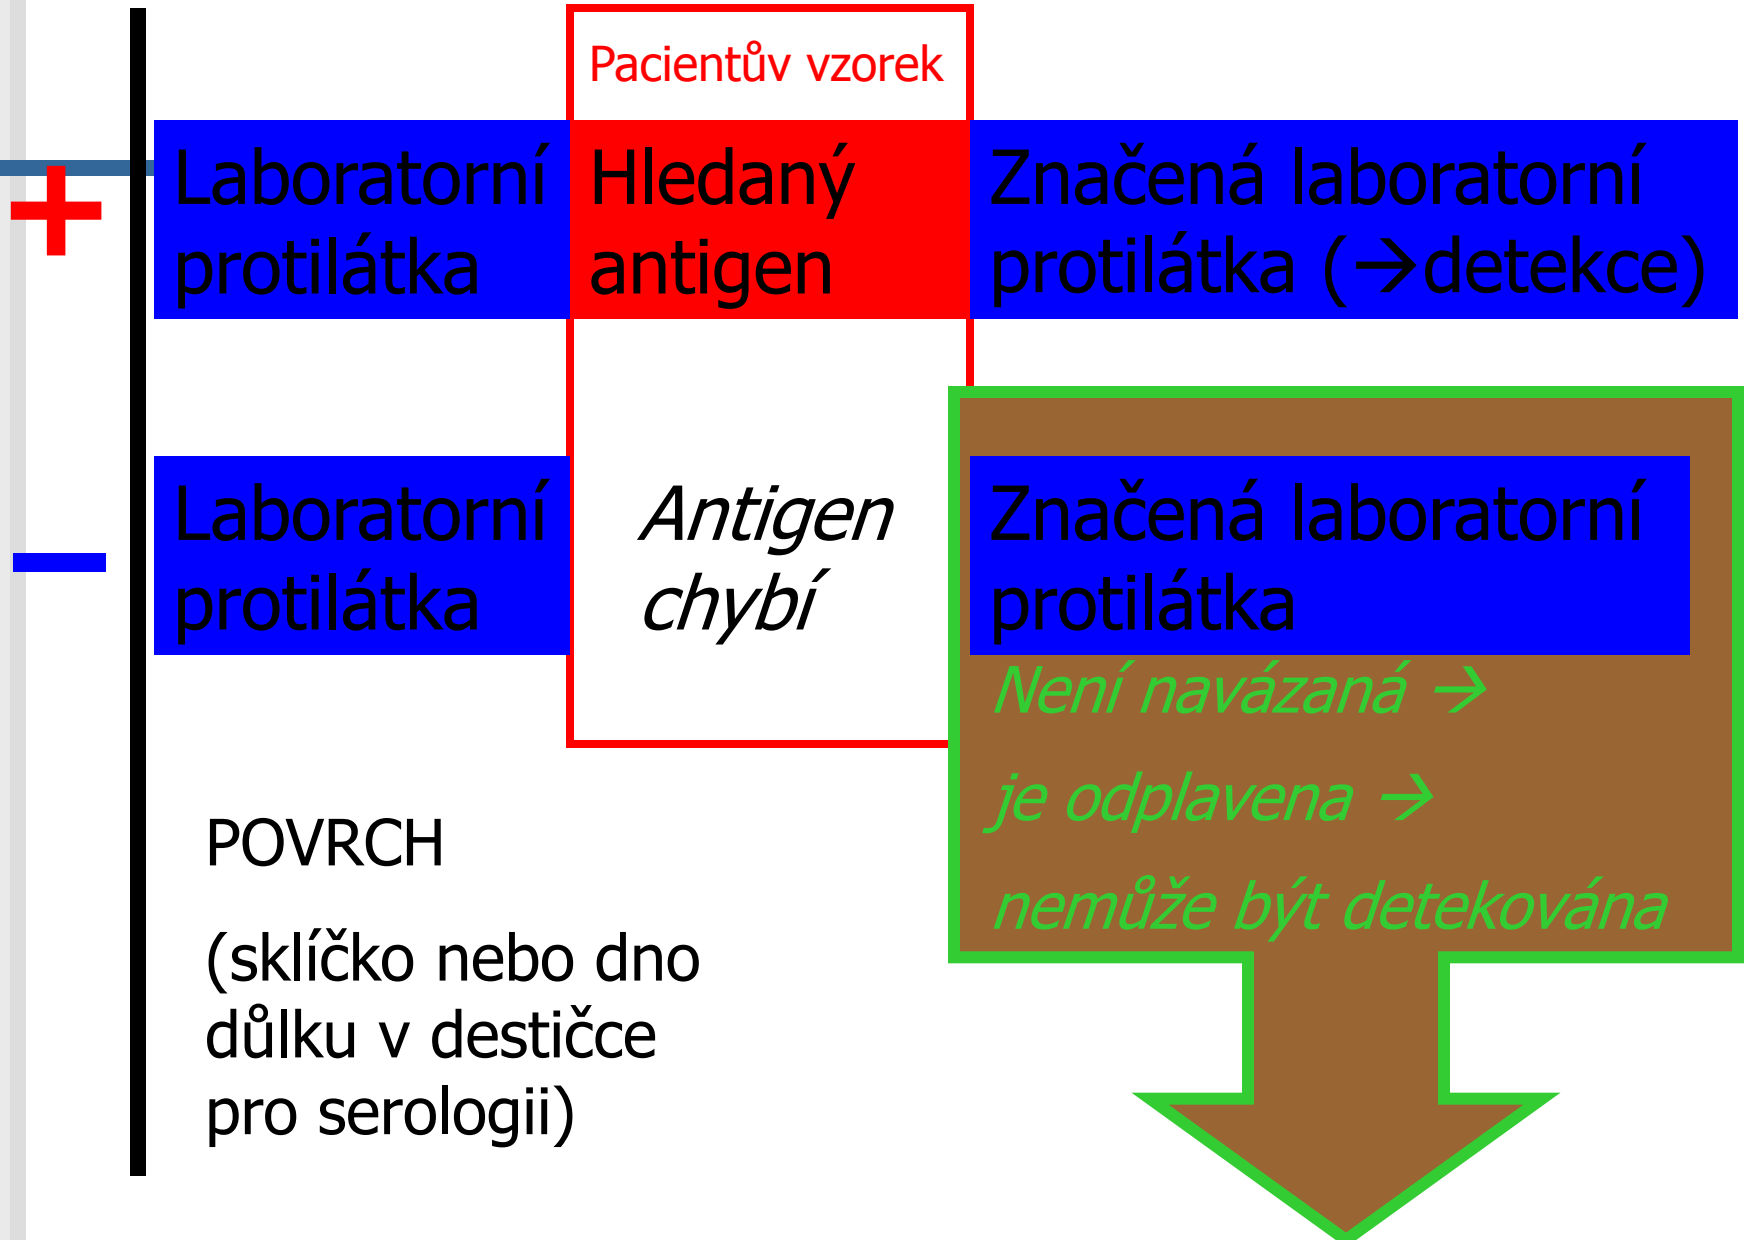 Pacientův vzorek
+
Laboratorní
protilátka
Hledaný
antigen
Značená laboratorní
protilátka (→detekce)
–
Laboratorní
protilátka
Antigen
chybí
Značená laboratorní
protilátka
Není navázaná →
je odplavena →
nemůže být detekována
POVRCH
(sklíčko nebo dno
důlku v destičce
pro serologii)